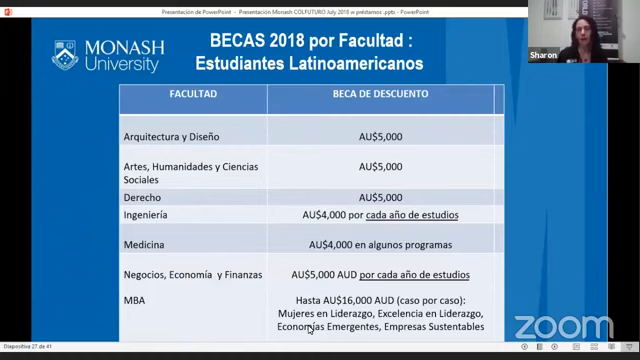 Presentación de PowerPoint - Presentación Monash COLFUTURO July 2018 w préstamos .pptx - PowerPoint
MONASH
University
BECAS 2018 por Facultad :
Estudiantes Latinoamericanos
Sharon
FACULTAD BECA DE DESCUENTO
Arquitectura y Diseño AU$5,000
Artes, Humanidades y Ciencias
Sociales AU$5,000
Derecho AU$5,000
Ingeniería AU$4,000 por cada año de estudios
Medicina AU$4,000 en algunos programas
Negocios, Economía y Finanzas AU$5,000 AUD por cada año de estudios
MBA Hasta AU$16,000 AUD (caso por caso):
Mujeres en Liderazgo, Excelencia en Liderazgo,
Economías Emergentes, Empresas Sustentables
zoom
Diapositiva 27 de 41